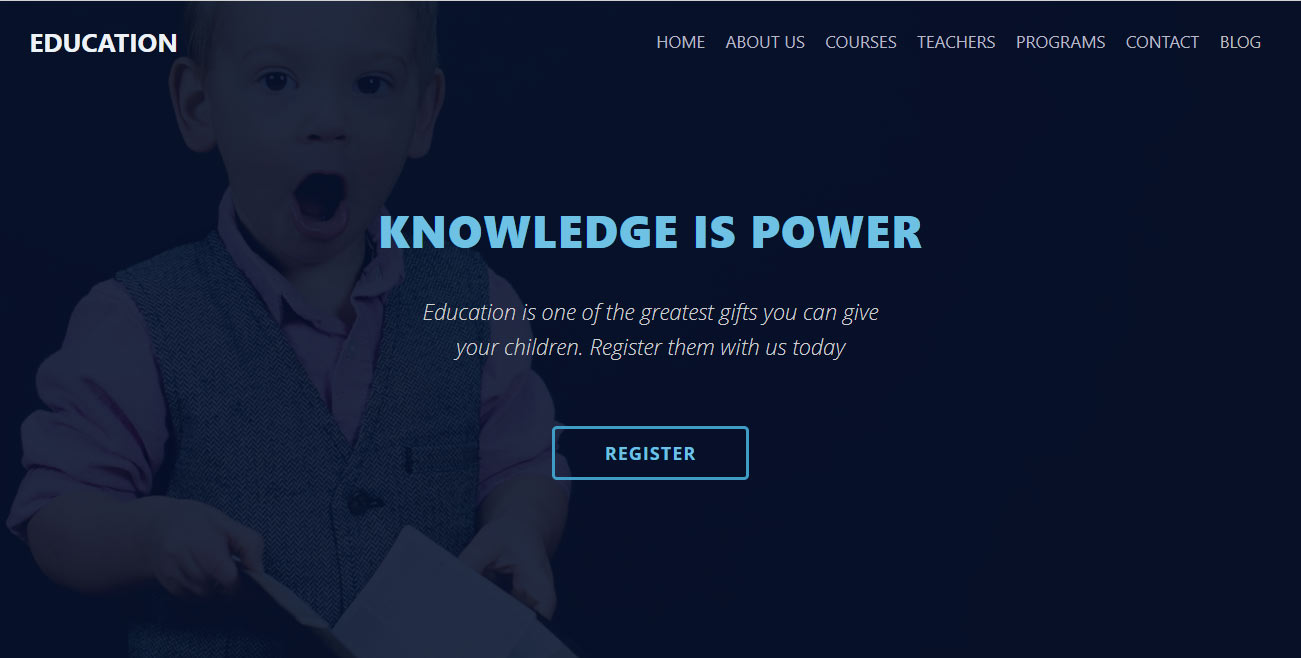 EDUCATION
HOME ABOUT US COURSES TEACHERS PROGRAMS CONTACT BLOG
KNOWLEDGE IS POWER
Education is one of the greatest gifts you can give
your children. Register them with us today
REGISTER